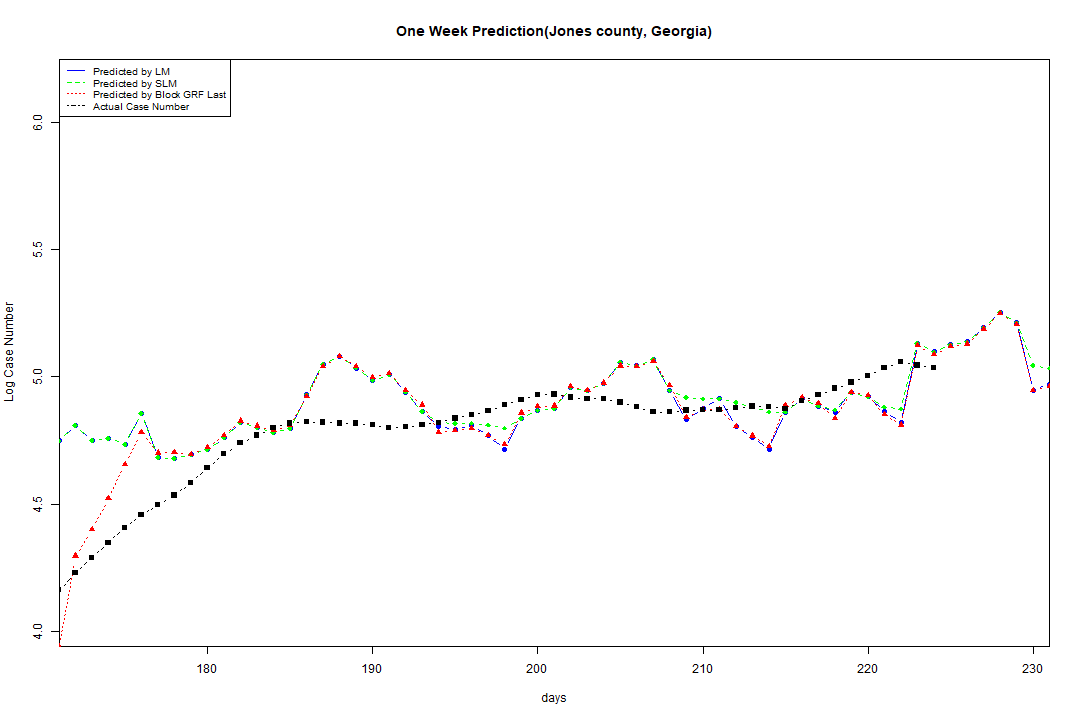 One Week Prediction(Jones county, Georgia)
Predicted by LM
Predicted by SLM
Predicted by Block GRF Last
Actual Case Number
Log Case Number
6.0
5.5
5.0
4.5
4.0
180 190 200 210 220 230
days